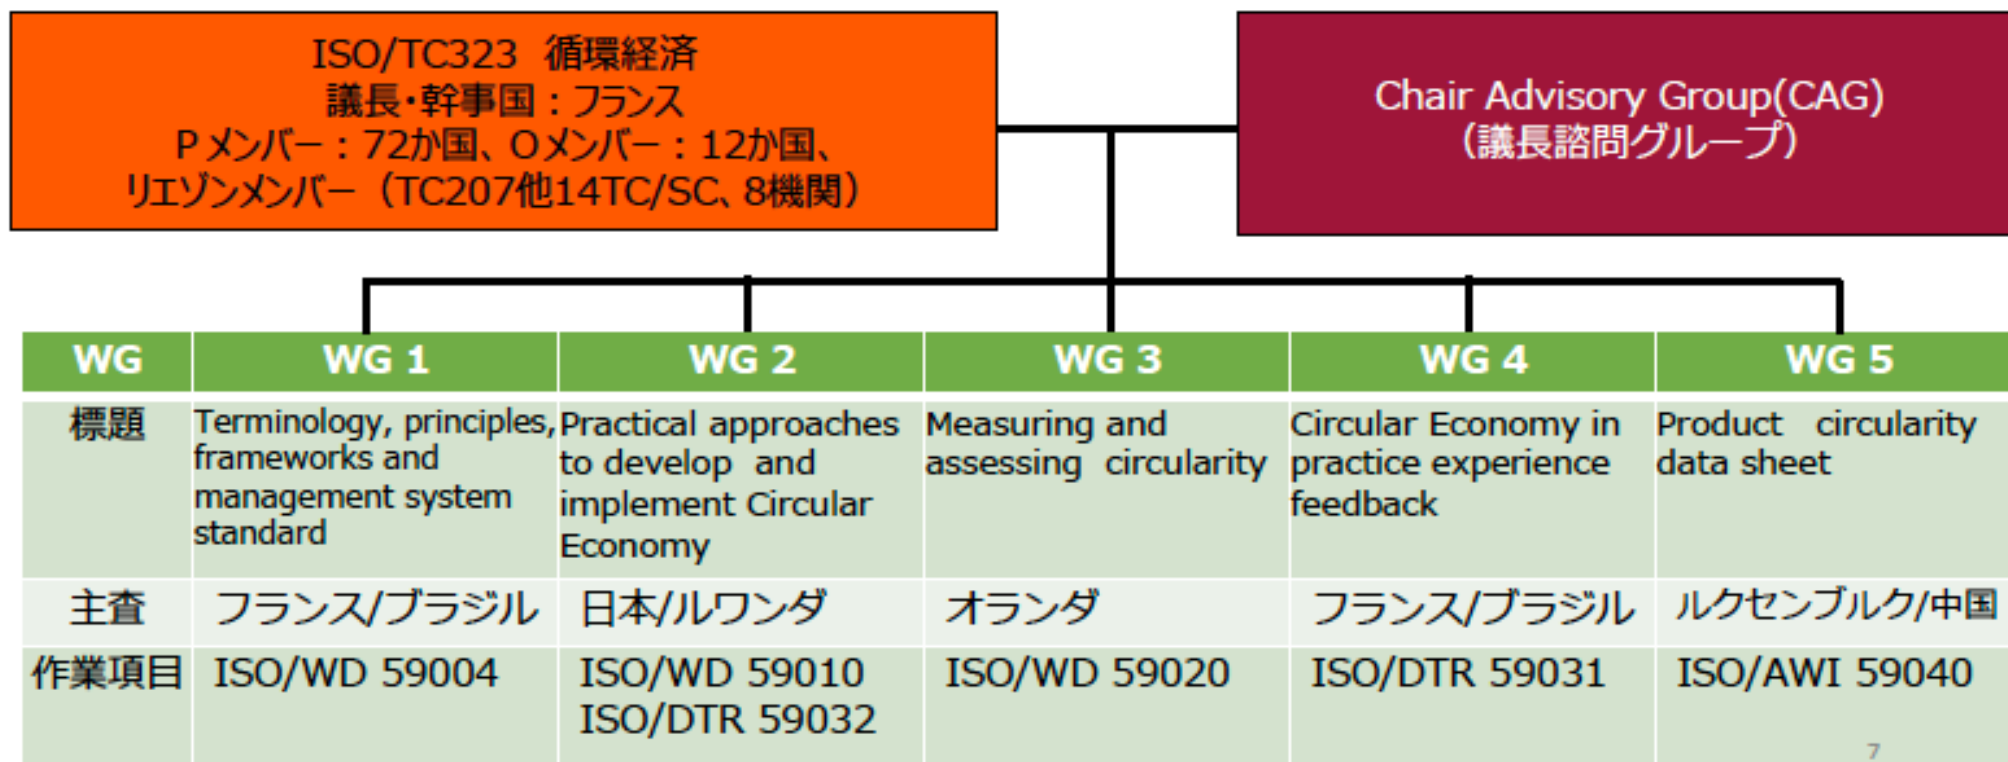 ISO/TC323 循環経済
議長・幹事国：フランス
Pメンバー：72か国、Oメンバー：12か国、
リエゾンメンバー（TC207他14TC/SC、8機関）
Chair Advisory Group(CAG)
（議長諮問グループ）
WG WG 1 WG 2 WG 3 WG 4 WG 5
標題
Terminology, principles,
frameworks and
management system
standard
Practical approaches
to develop and
implement Circular
Economy
Measuring and
assessing circularity
Circular Economy in
practice experience
feedback
Product circularity
data sheet
主査 フランス/ブラジル 日本/ルワンダ オランダ フランス/ブラジル ルクセンブルク/中国
作業項目 ISO/WD 59004 ISO/WD 59010 ISO/WD 59020 ISO/DTR 59031 ISO/AWI 59040
ISO/DTR 59032
7